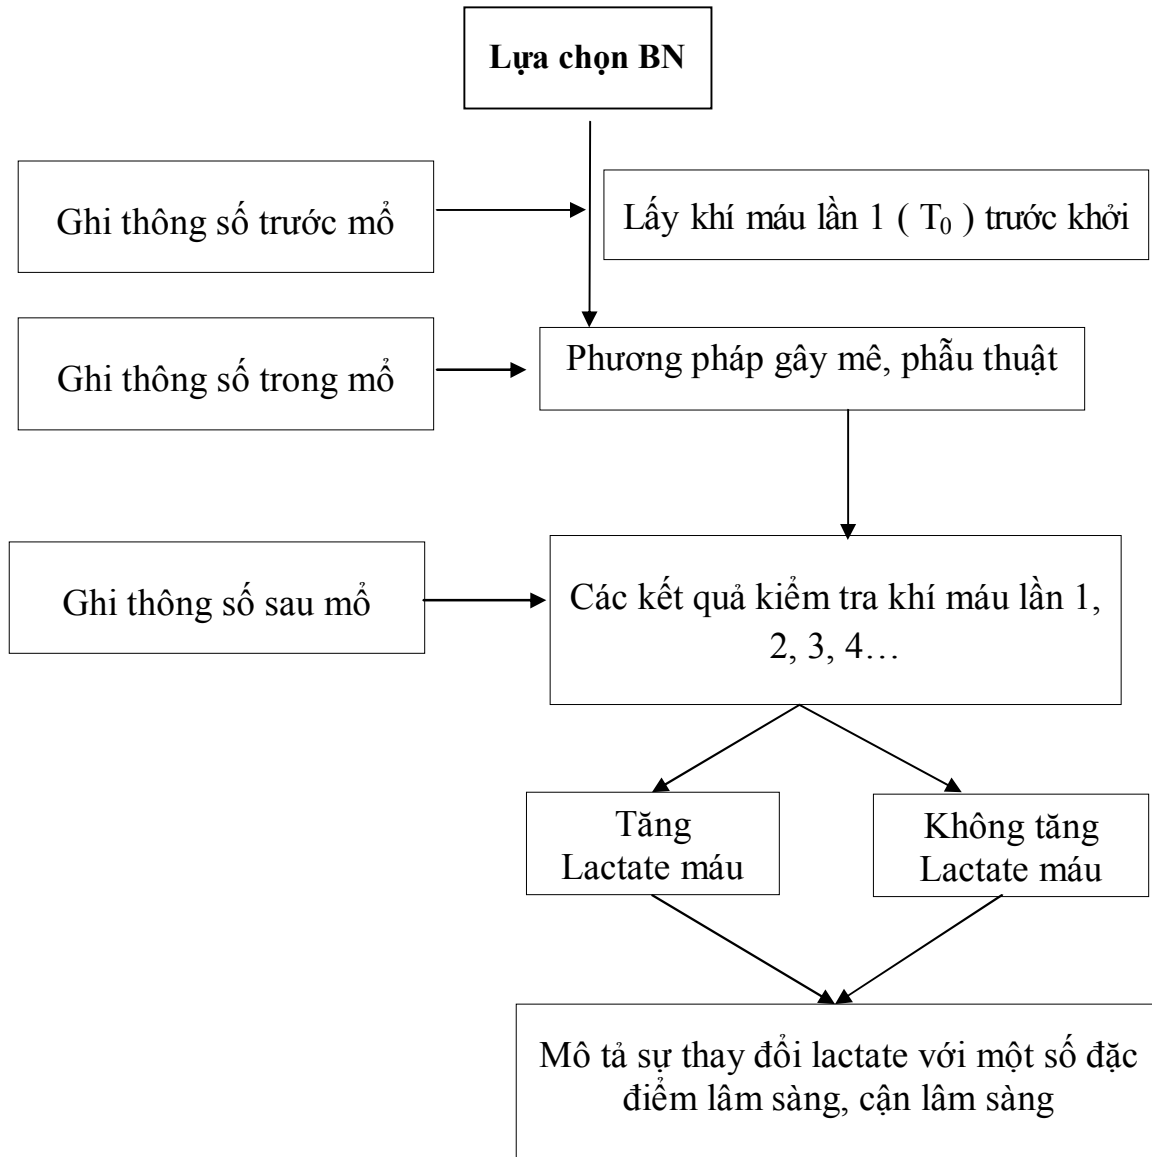 Lựa chọn BN
Ghi thông số trước mổ
Lấy khí máu lần 1 ( T₀ ) trước khởi
Ghi thông số trong mổ
Phương pháp gây mê, phẫu thuật
Ghi thông số sau mổ
Các kết quả kiểm tra khí máu lần 1,
2, 3, 4…
Tăng
Lactate máu
Không tăng
Lactate máu
Mô tả sự thay đổi lactate với một số đặc
điểm lâm sàng, cận lâm sàng